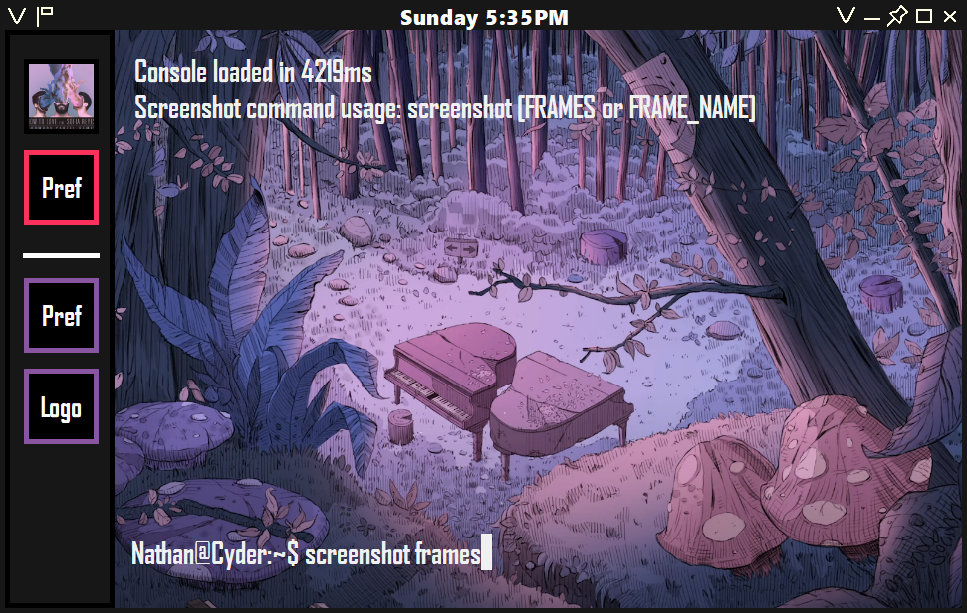 Sunday 5:35PM
Console loaded in 4219ms
Screenshot command usage: screenshot [FRAMES or FRAME_NAME]
Pref
Pref
Logo
Nathan@Cyder:~$ screenshot frames